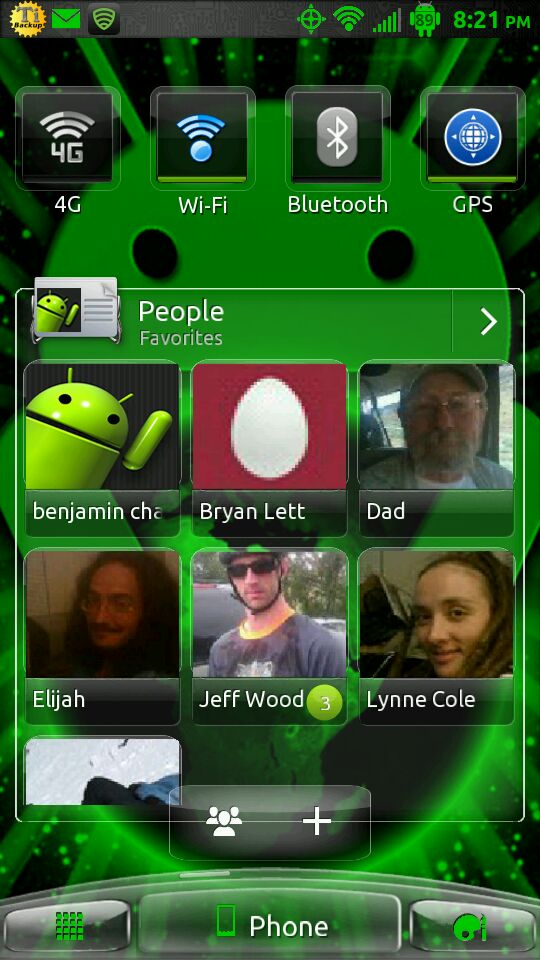 Ti
Backup
89
8:21 PM
4G
4G
Wi-Fi
Bluetooth
GPS
People
Favorites
benjamin cha
Bryan Lett
Dad
Elijah
Jeff Wood
3
Lynne Cole
Phone